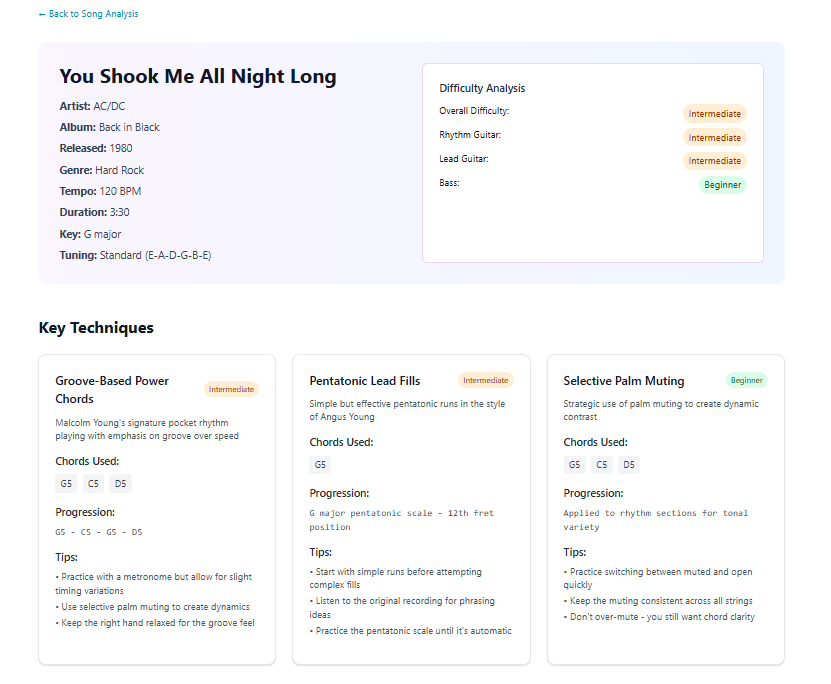 ← Back to Song Analysis
You Shook Me All Night Long
Artist: AC/DC
Album: Back in Black
Released: 1980
Genre: Hard Rock
Tempo: 120 BPM
Duration: 3:30
Key: G major
Tuning: Standard (E-A-D-G-B-E)
Difficulty Analysis
Overall Difficulty: Intermediate
Rhythm Guitar: Intermediate
Lead Guitar: Intermediate
Bass: Beginner
Key Techniques
Groove-Based Power
Chords
Intermediate
Malcolm Young's signature pocket rhythm
playing with emphasis on groove over speed
Chords Used:
G5 C5 D5
Progression:
G5 - C5 - G5 - D5
Tips:
• Practice with a metronome but allow for slight
timing variations
• Use selective palm muting to create dynamics
• Keep the right hand relaxed for the groove feel
Pentatonic Lead Fills
Intermediate
Simple but effective pentatonic runs in the style
of Angus Young
Chords Used:
G5
Progression:
G major pentatonic scale - 12th fret
position
Tips:
• Start with simple runs before attempting
complex fills
• Listen to the original recording for phrasing
ideas
• Practice the pentatonic scale until it's automatic
Selective Palm Muting
Beginner
Strategic use of palm muting to create dynamic
contrast
Chords Used:
G5 C5 D5
Progression:
Applied to rhythm sections for tonal
variety
Tips:
• Practice switching between muted and open
quickly
• Keep the muting consistent across all strings
• Don't over-mute - you still want chord clarity